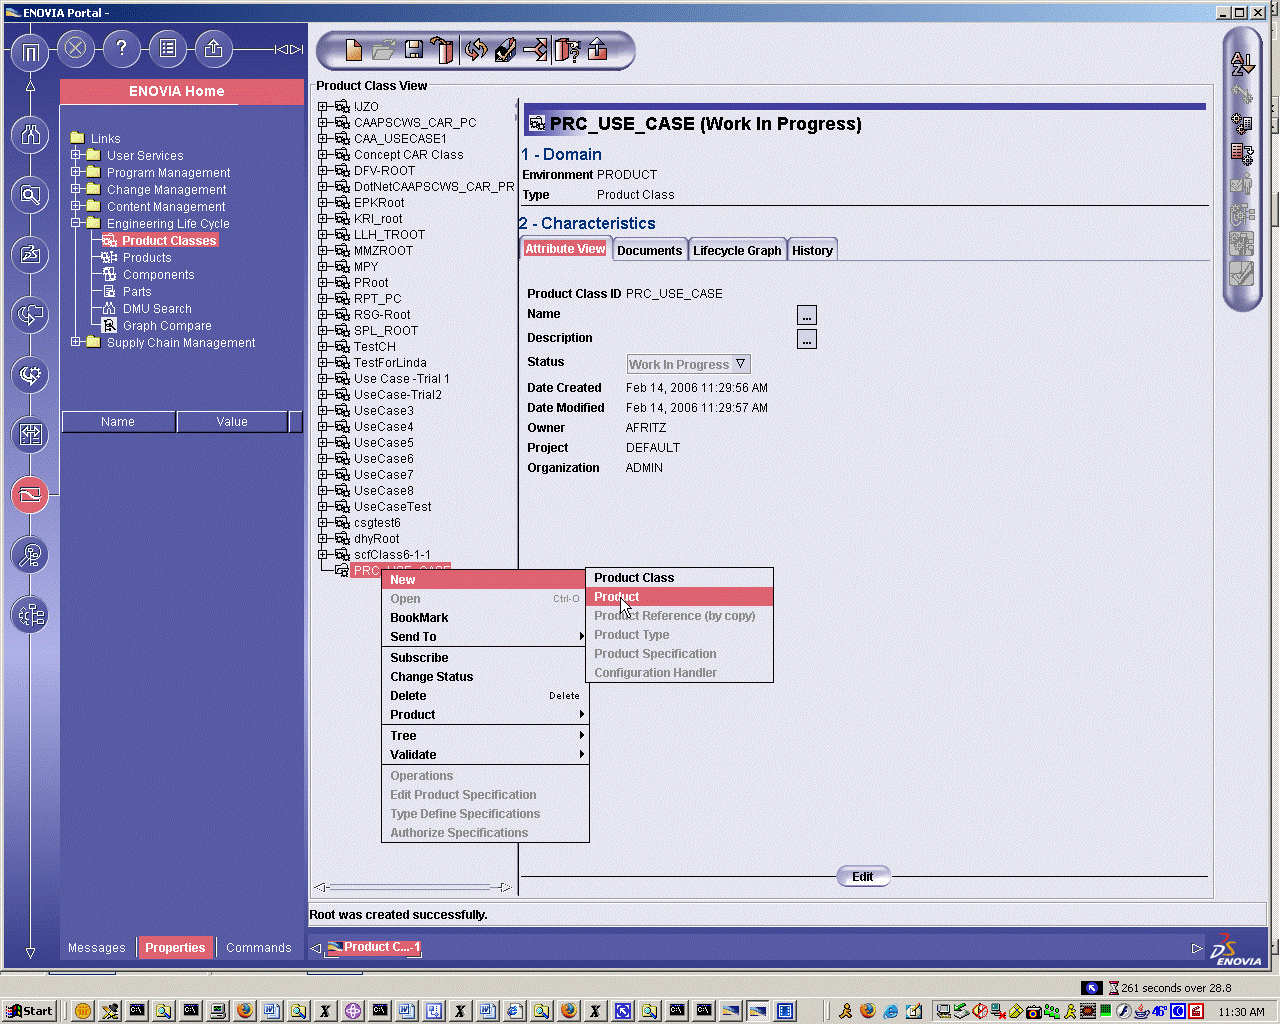 ENOVIA Portal -
ENOVIA Home
Links
User Services
Program Management
Change Management
Content Management
Engineering Life Cycle
Product Classes
Products
Components
Parts
DMU Search
Graph Compare
Supply Chain Management
Name Value
Messages Properties Commands
Product Class View
!UZO
CAAPSCWS_CAR_PC
CAA_USECASE1
Concept CAR Class
DFV-ROOT
DotNetCAAPSCWS_CAR_PR
EPKRoot
KRI_root
LLH_TROOT
MMZROOT
MPY
PRoot
RPT_PC
RSG-Root
SPL_ROOT
TestCH
TestForLinda
Use Case -Trial 1
UseCase-Trial2
UseCase3
UseCase4
UseCase5
UseCase6
UseCase7
UseCase8
UseCaseTest
csgtest6
dhyRoot
scfClass6-1-1
PRC_USE_CASE
New
Open Ctrl-O
BookMark
Send To
Subscribe
Change Status
Delete Delete
Product
Tree
Validate
Operations
Edit Product Specification
Type Define Specifications
Authorize Specifications
Product Class
Product
Product Reference (by copy)
Product Type
Product Specification
Configuration Handler
PRC_USE_CASE (Work In Progress)
1 - Domain
Environment PRODUCT
Type Product Class
2 - Characteristics
Attribute View Documents Lifecycle Graph History
Product Class ID PRC_USE_CASE
Name ...
Description ...
Status Work In Progress
Date Created Feb 14, 2006 11:29:56 AM
Date Modified Feb 14, 2006 11:29:57 AM
Owner AFRITZ
Project DEFAULT
Organization ADMIN
Edit
Root was created successfully.
Product C...-1
ENOVIA
261 seconds over 28.8
Start
46°
11:30 AM